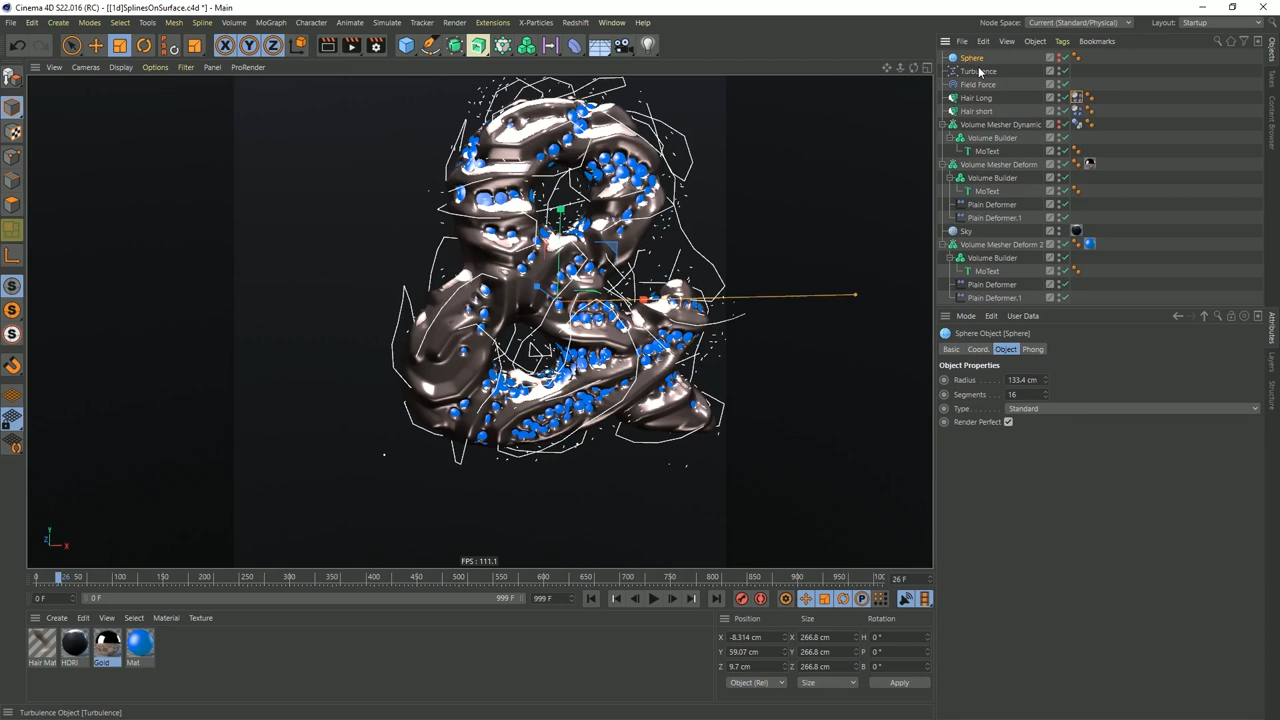 Cinema 4D S22.016 (RC) - [[1d]SplinesOnSurface.c4d *] - Main
File Edit Create Modes Select Tools Mesh Spline Volume MoGraph Character Animate Simulate Tracker Render Extensions X-Particles Redshift Window Help
Node Space: Current (Standard/Physical) Layout: Startup
File Edit View Object Tags Bookmarks
View Cameras Display Options Filter Panel ProRender
Sphere
Turbulence
Field Force
Hair Long
Hair short
Volume Mesher Dynamic
Volume Builder
MoText
Volume Mesher Deform
Volume Builder
MoText
Plain Deformer
Plain Deformer.1
Sky
Volume Mesher Deform 2
Volume Builder
MoText
Plain Deformer
Plain Deformer.1
Objects
Takes
Content Browser
Mode Edit User Data
Sphere Object [Sphere]
Basic Coord. Object Phong
Object Properties
Radius . . . . . 133.4 cm
Segments . . . 16
Type . . . . . . Standard
Render Perfect
Attributes
Layers
Structure
Y
Z
X
FPS : 111.1
0 26 50 100 150 200 250 300 350 400 450 500 550 600 650 700 750 800 850 900 950 100 26 F
0 F 0 F 999 F 999 F
Create Edit View Select Material Texture
Hair Mat HDRI Gold Mat
Position Size Rotation
X -8.314 cm X 266.8 cm H 0 °
Y 59.07 cm Y 266.8 cm P 0 °
Z 9.7 cm Z 266.8 cm B 0 °
Object (Rel) Size Apply
Turbulence Object [Turbulence]